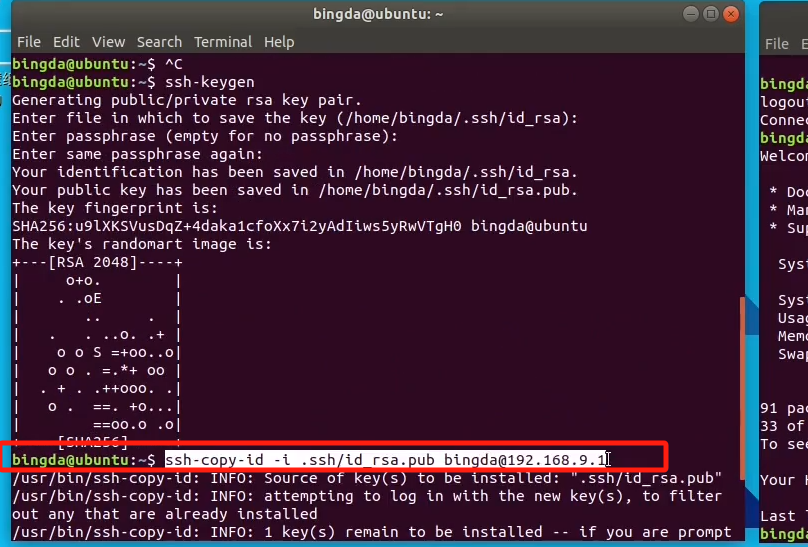 bingda@ubuntu: ~
File Edit View Search Terminal Help
bingda@ubuntu:~$ ^C
bingda@ubuntu:~$ ssh-keygen
Generating public/private rsa key pair.
Enter file in which to save the key (/home/bingda/.ssh/id_rsa):
Enter passphrase (empty for no passphrase):
Enter same passphrase again:
Your identification has been saved in /home/bingda/.ssh/id_rsa.
Your public key has been saved in /home/bingda/.ssh/id_rsa.pub.
The key fingerprint is:
SHA256:u9lXKSVusDqZ+4daka1cfoXx7i2yAdIiws5yRwVTgH0 bingda@ubuntu
The key's randomart image is:
+---[RSA 2048]----+
|     o+o.        |
|    . .oE        |
|       ..     .  |
|   .   . ..o. .+ |
|    o o S =+oo..o|
|   o o . =.*+ oo |
|  . + . .++ooo. .|
|   o .  ==. +o...|
|        ==oo.o .o|
+----[SHA256]-----+
bingda@ubuntu:~$ ssh-copy-id -i .ssh/id_rsa.pub bingda@192.168.9.1
/usr/bin/ssh-copy-id: INFO: Source of key(s) to be installed: ".ssh/id_rsa.pub"
/usr/bin/ssh-copy-id: INFO: attempting to log in with the new key(s), to filter
out any that are already installed
/usr/bin/ssh-copy-id: INFO: 1 key(s) remain to be installed -- if you are prompt
File E
bingda
logout
Connec
bingda
Welcom
* Doc
* Man
* Sup
Syst
Syst
Usag
Memo
Swap
91 pac
33 of
To see
Your H
Last l
bingda